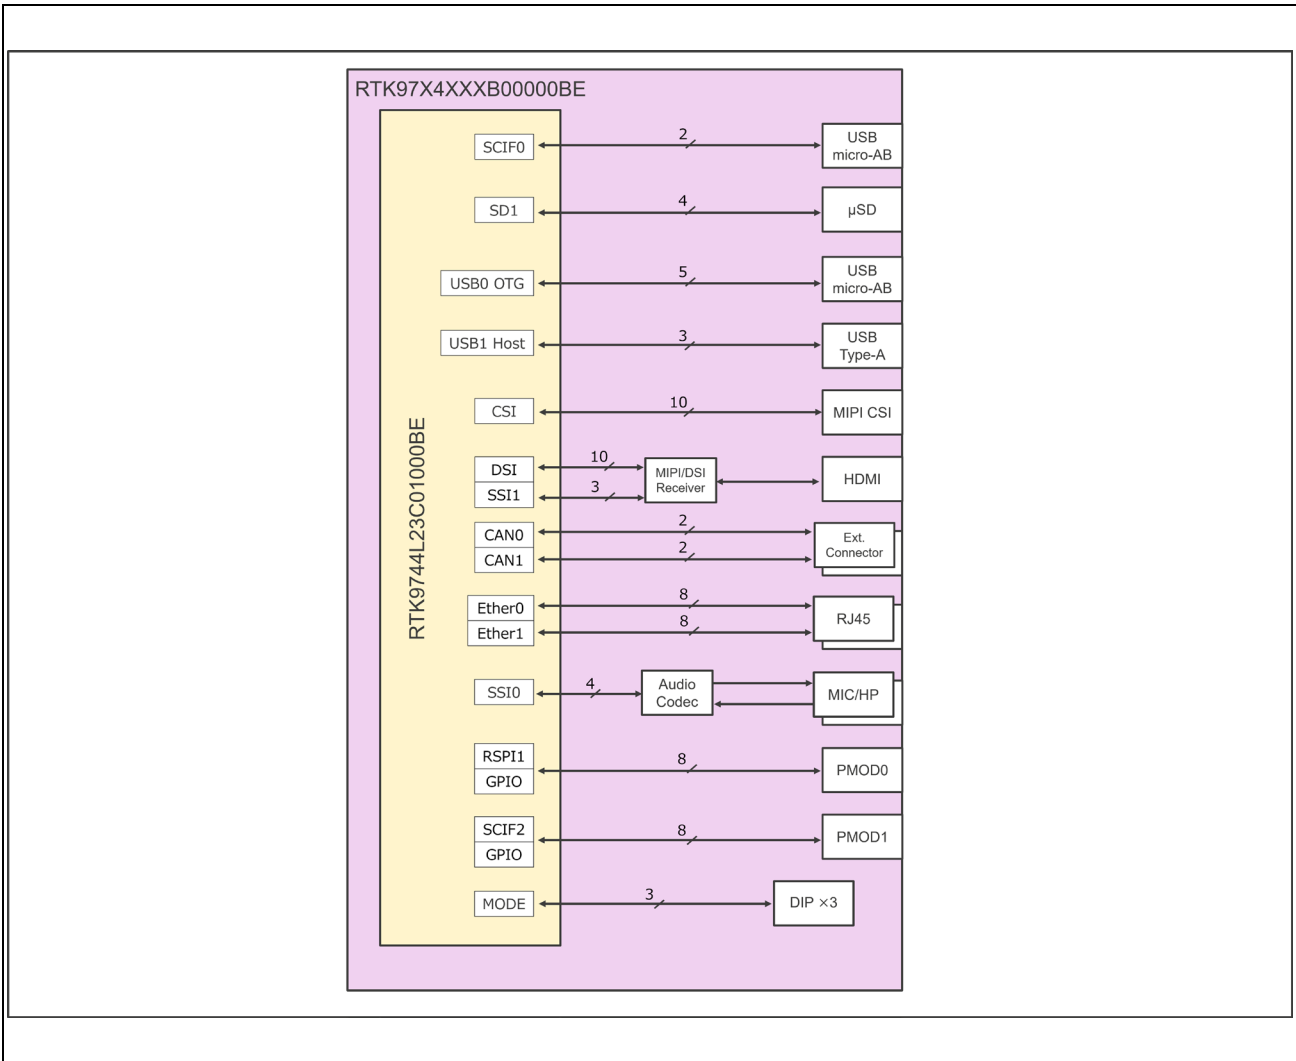 RTK97X4XXXB00000BE
RTK9744L23C01000BE
SCIF0
2
USB
micro-AB
SD1
4
µSD
USB0 OTG
5
USB
micro-AB
USB1 Host
3
USB
Type-A
CSI
10
MIPI CSI
DSI
10
SSI1
3
MIPI/DSI
Receiver
HDMI
CAN0
2
CAN1
2
Ext.
Connector
Ether0
8
Ether1
8
RJ45
SSI0
4
Audio
Codec
MIC/HP
RSPI1
GPIO
8
PMOD0
SCIF2
GPIO
8
PMOD1
MODE
3
DIP ×3